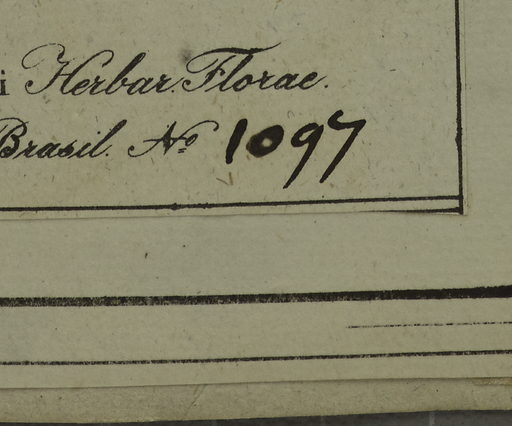 i Herbar. Florae.
Brasil. No 1097